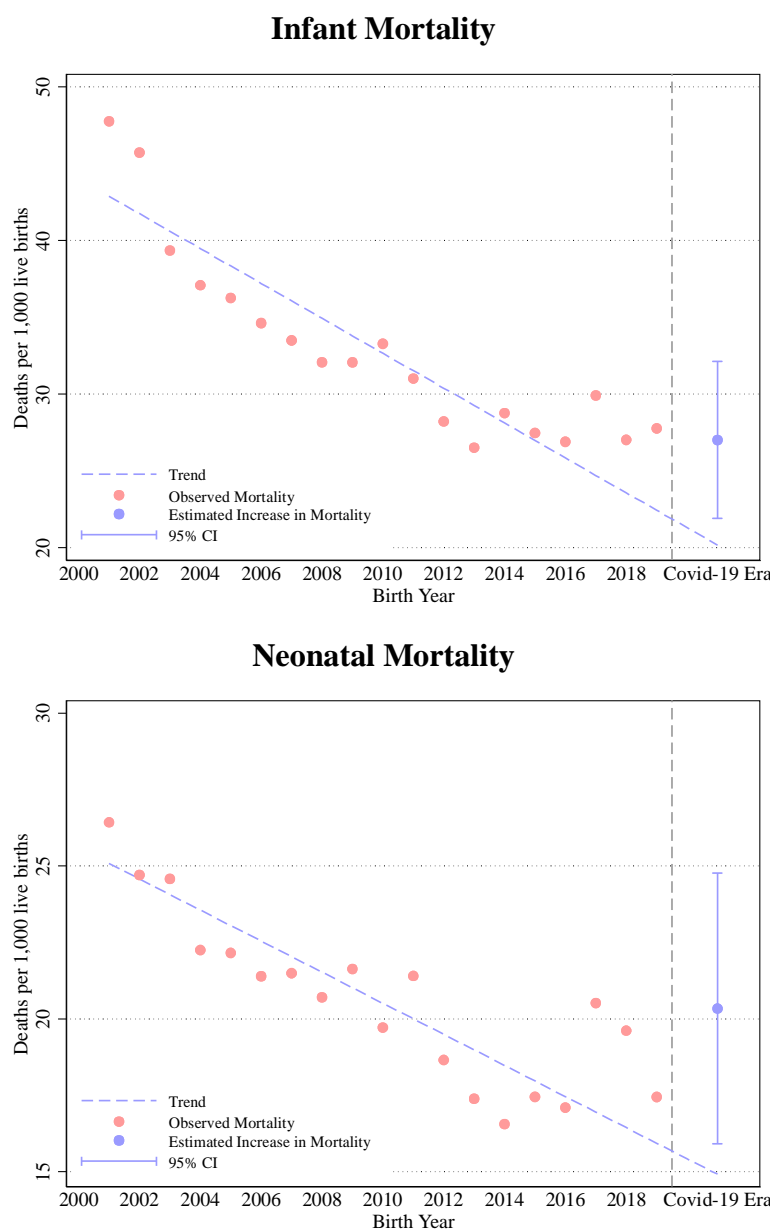 Infant Mortality
50
40
30
20
Deaths per 1,000 live births
Trend
Observed Mortality
Estimated Increase in Mortality
95% CI
2000 2002 2004 2006 2008 2010 2012 2014 2016 2018 Covid-19 Era
Birth Year
Neonatal Mortality
30
25
20
15
Deaths per 1,000 live births
Trend
Observed Mortality
Estimated Increase in Mortality
95% CI
2000 2002 2004 2006 2008 2010 2012 2014 2016 2018 Covid-19 Era
Birth Year